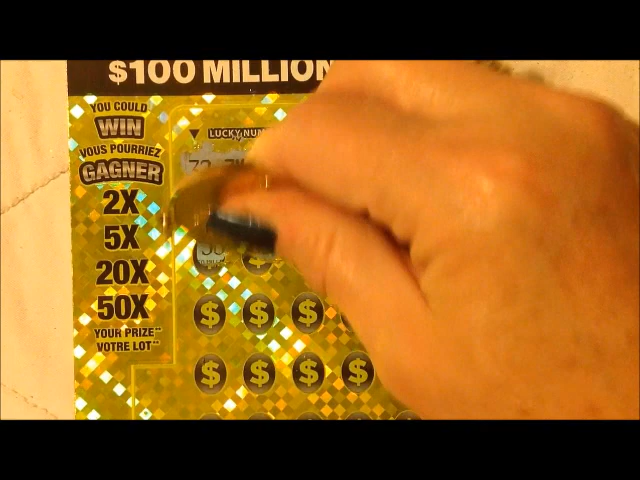 $100 MILLION
YOU COULD
WIN
VOUS POURRIEZ
GAGNER
2X
5X
20X
50X
YOUR PRIZE**
VOTRE LOT**
LUCKY NUM
$ $ $
$ $ $ $